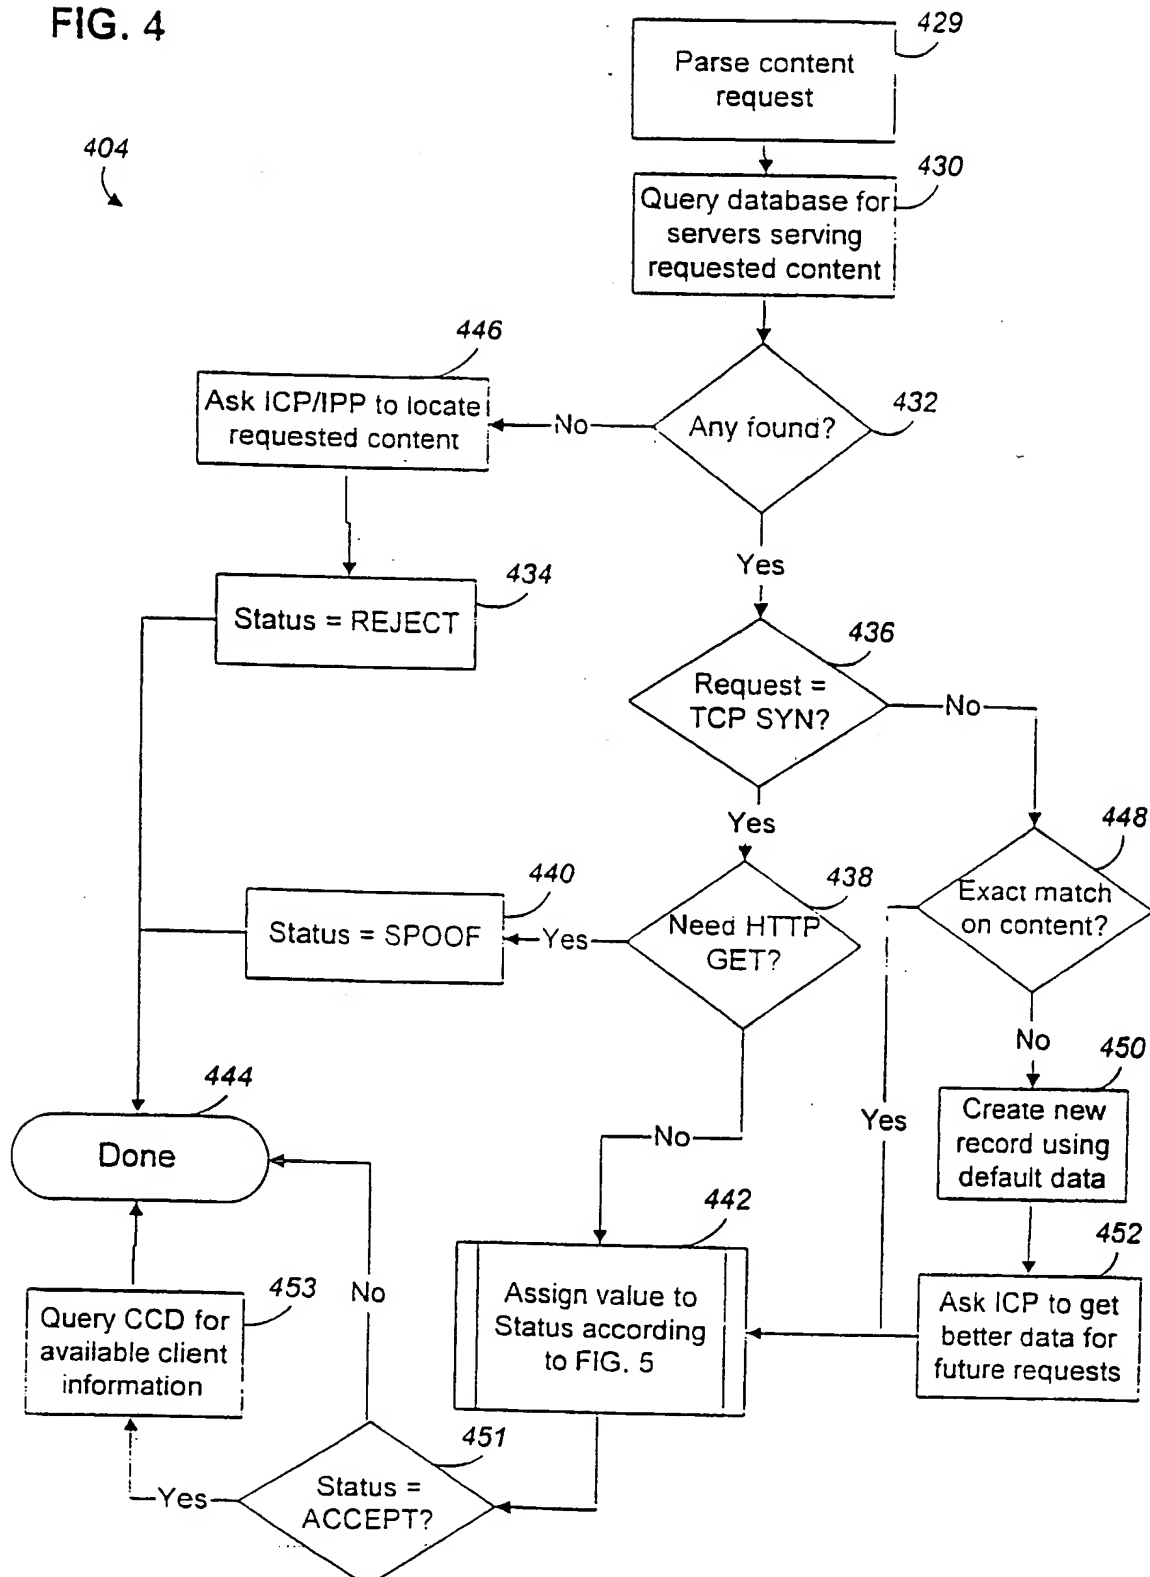 FIG. 4
429
Parse content
request
404
430
Query database for
servers serving
requested content
446
Ask ICP/IPP to locate
requested content
No
Any found?
432
Yes
434
Status = REJECT
436
Request =
TCP SYN?
No
Yes
448
Exact match
on content?
440
Status = SPOOF
Yes
438
Need HTTP
GET?
No
450
Create new
record using
default data
Yes
444
Done
No
442
Assign value to
Status according
to FIG. 5
452
Ask ICP to get
better data for
future requests
453
Query CCD for
available client
information
No
451
Status =
ACCEPT?
Yes